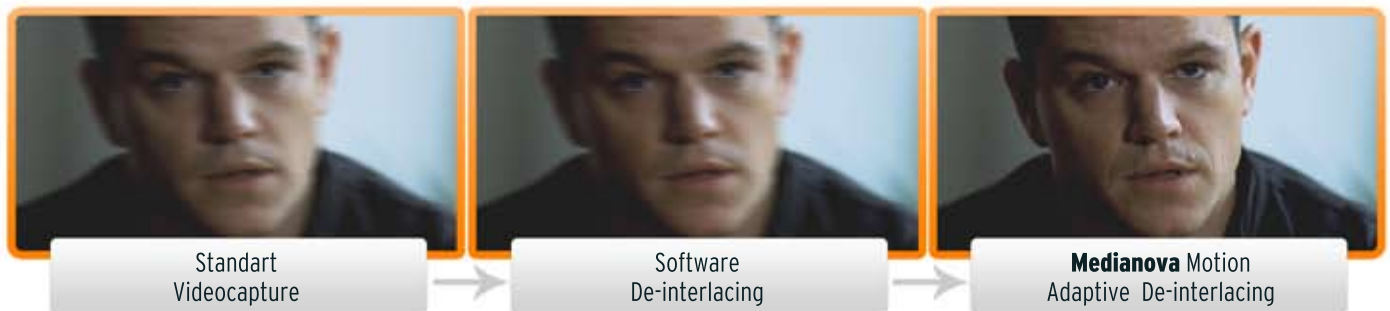 Standart
Videocapture
Software
De-interlacing
Medianova Motion
Adaptive De-interlacing